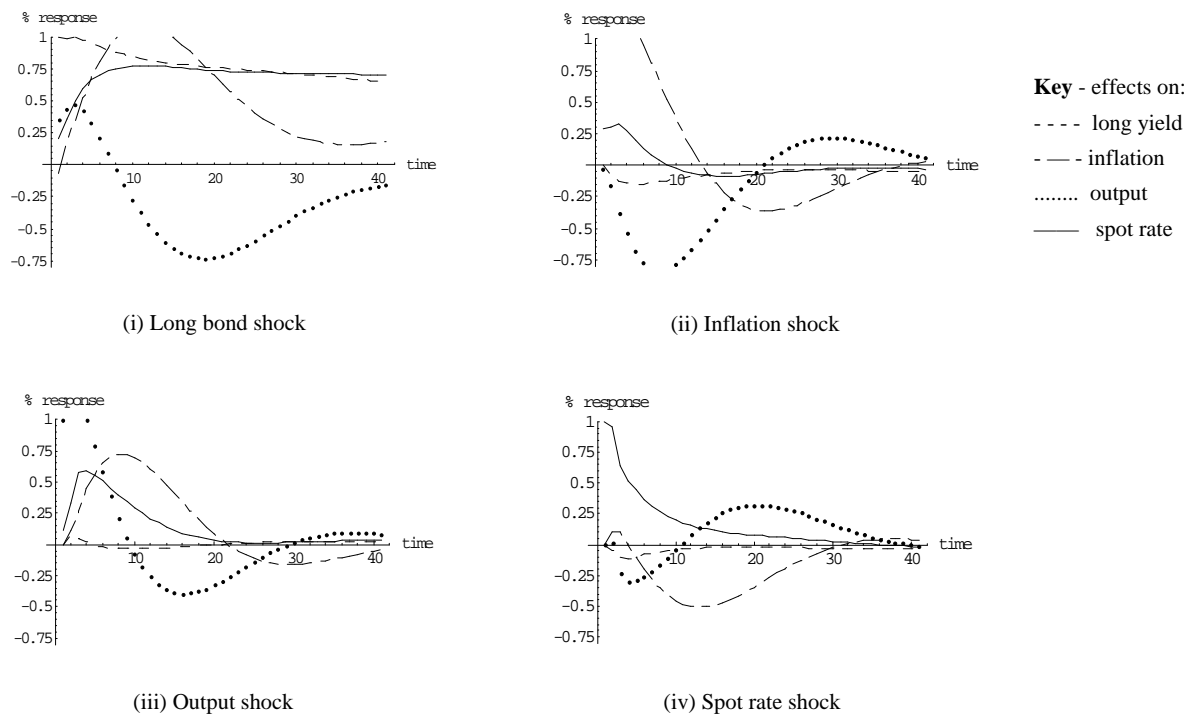 % response
1
0.75
0.5
0.25
-0.25
-0.5
-0.75
10 20 30 40
time
(i) Long bond shock
% response
1
0.75
0.5
0.25
-0.25
-0.5
-0.75
10 20 30 40
time
(ii) Inflation shock
Key - effects on:
long yield
inflation
output
spot rate
% response
1
0.75
0.5
0.25
-0.25
-0.5
-0.75
10 20 30 40
time
(iii) Output shock
% response
1
0.75
0.5
0.25
-0.25
-0.5
-0.75
10 20 30 40
time
(iv) Spot rate shock